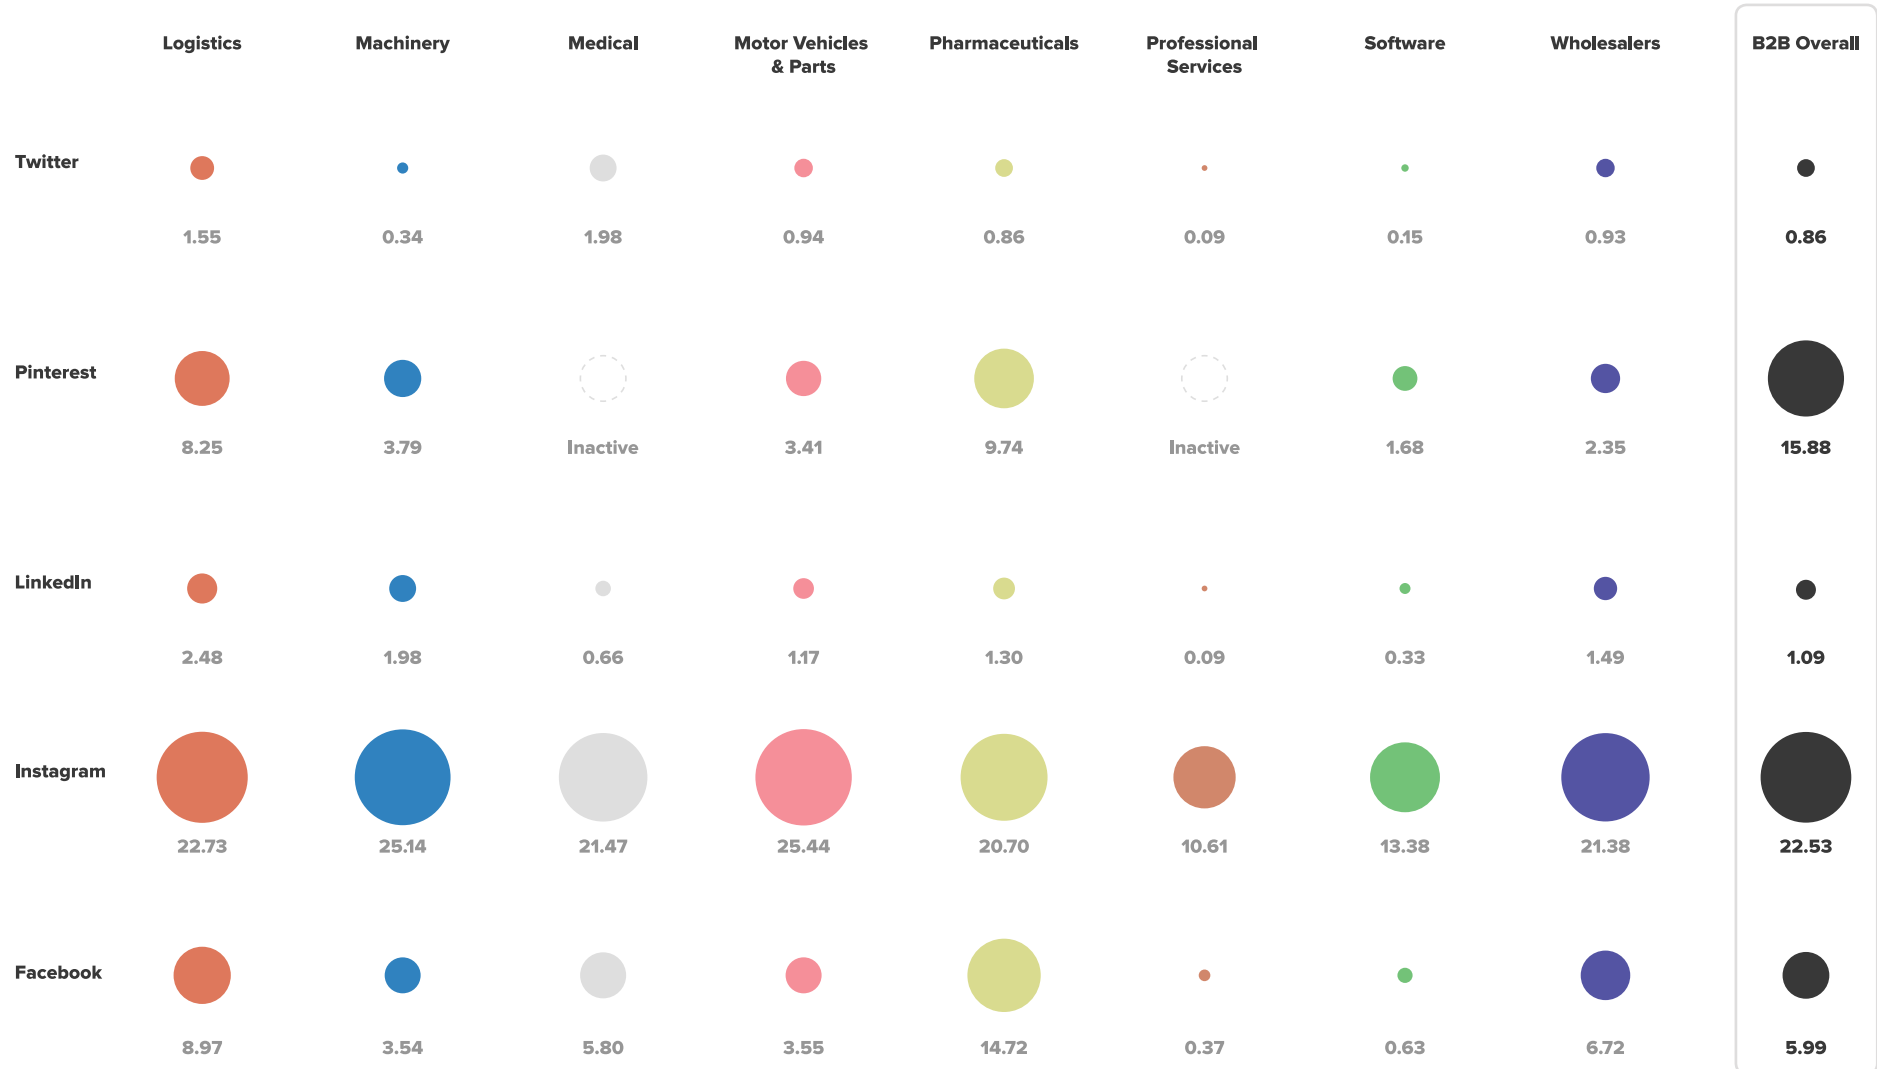 Logistics Machinery Medical Motor Vehicles Pharmaceuticals Professional Software Wholesalers B2B Overall
& Parts Services
Twitter
1.55 0.34 1.98 0.94 0.86 0.09 0.15 0.93 0.86
Pinterest
8.25 3.79 Inactive 3.41 9.74 Inactive 1.68 2.35 15.88
LinkedIn
2.48 1.98 0.66 1.17 1.30 0.09 0.33 1.49 1.09
Instagram
22.73 25.14 21.47 25.44 20.70 10.61 13.38 21.38 22.53
Facebook
8.97 3.54 5.80 3.55 14.72 0.37 0.63 6.72 5.99